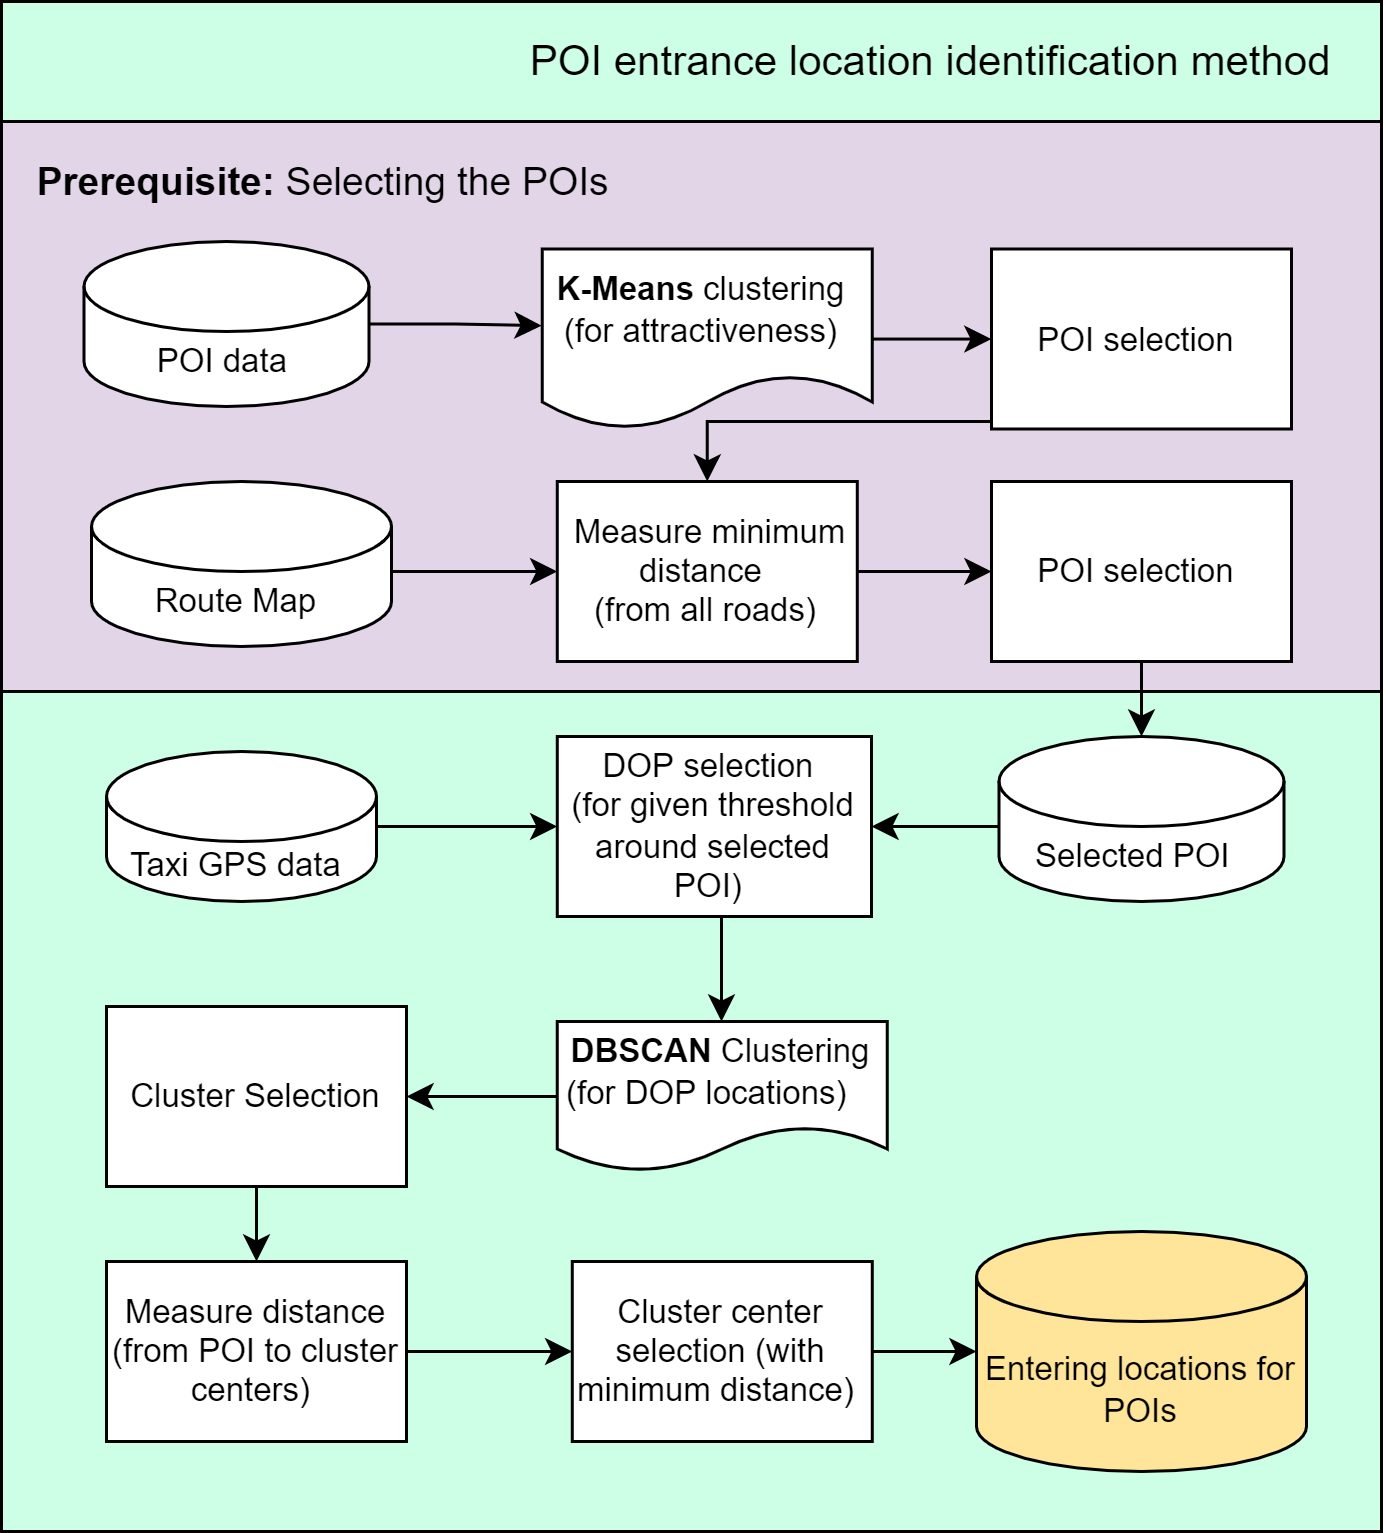 POI entrance location identification method
Prerequisite: Selecting the POIs
POI data
K-Means clustering
(for attractiveness)
POI selection
Route Map
Measure minimum
distance
(from all roads)
POI selection
Taxi GPS data
DOP selection
(for given threshold
around selected
POI)
Selected POI
DBSCAN Clustering
(for DOP locations)
Cluster Selection
Measure distance
(from POI to cluster
centers)
Cluster center
selection (with
minimum distance)
Entering locations for
POIs